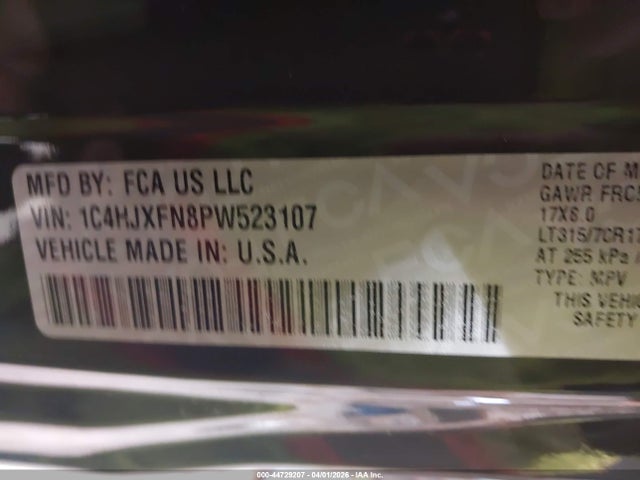 MFD BY: FCA US LLC
VIN: 1C4HJXFN8PW523107
VEHICLE MADE IN: U.S.A.
DATE OF M
GAWR FRC
17X8.0
LT315/70R17
AT 255 kPa /
TYPE: MPV
THIS VEHI
SAFETY
000-44729207 - 04/01/2026 - IAA Inc.